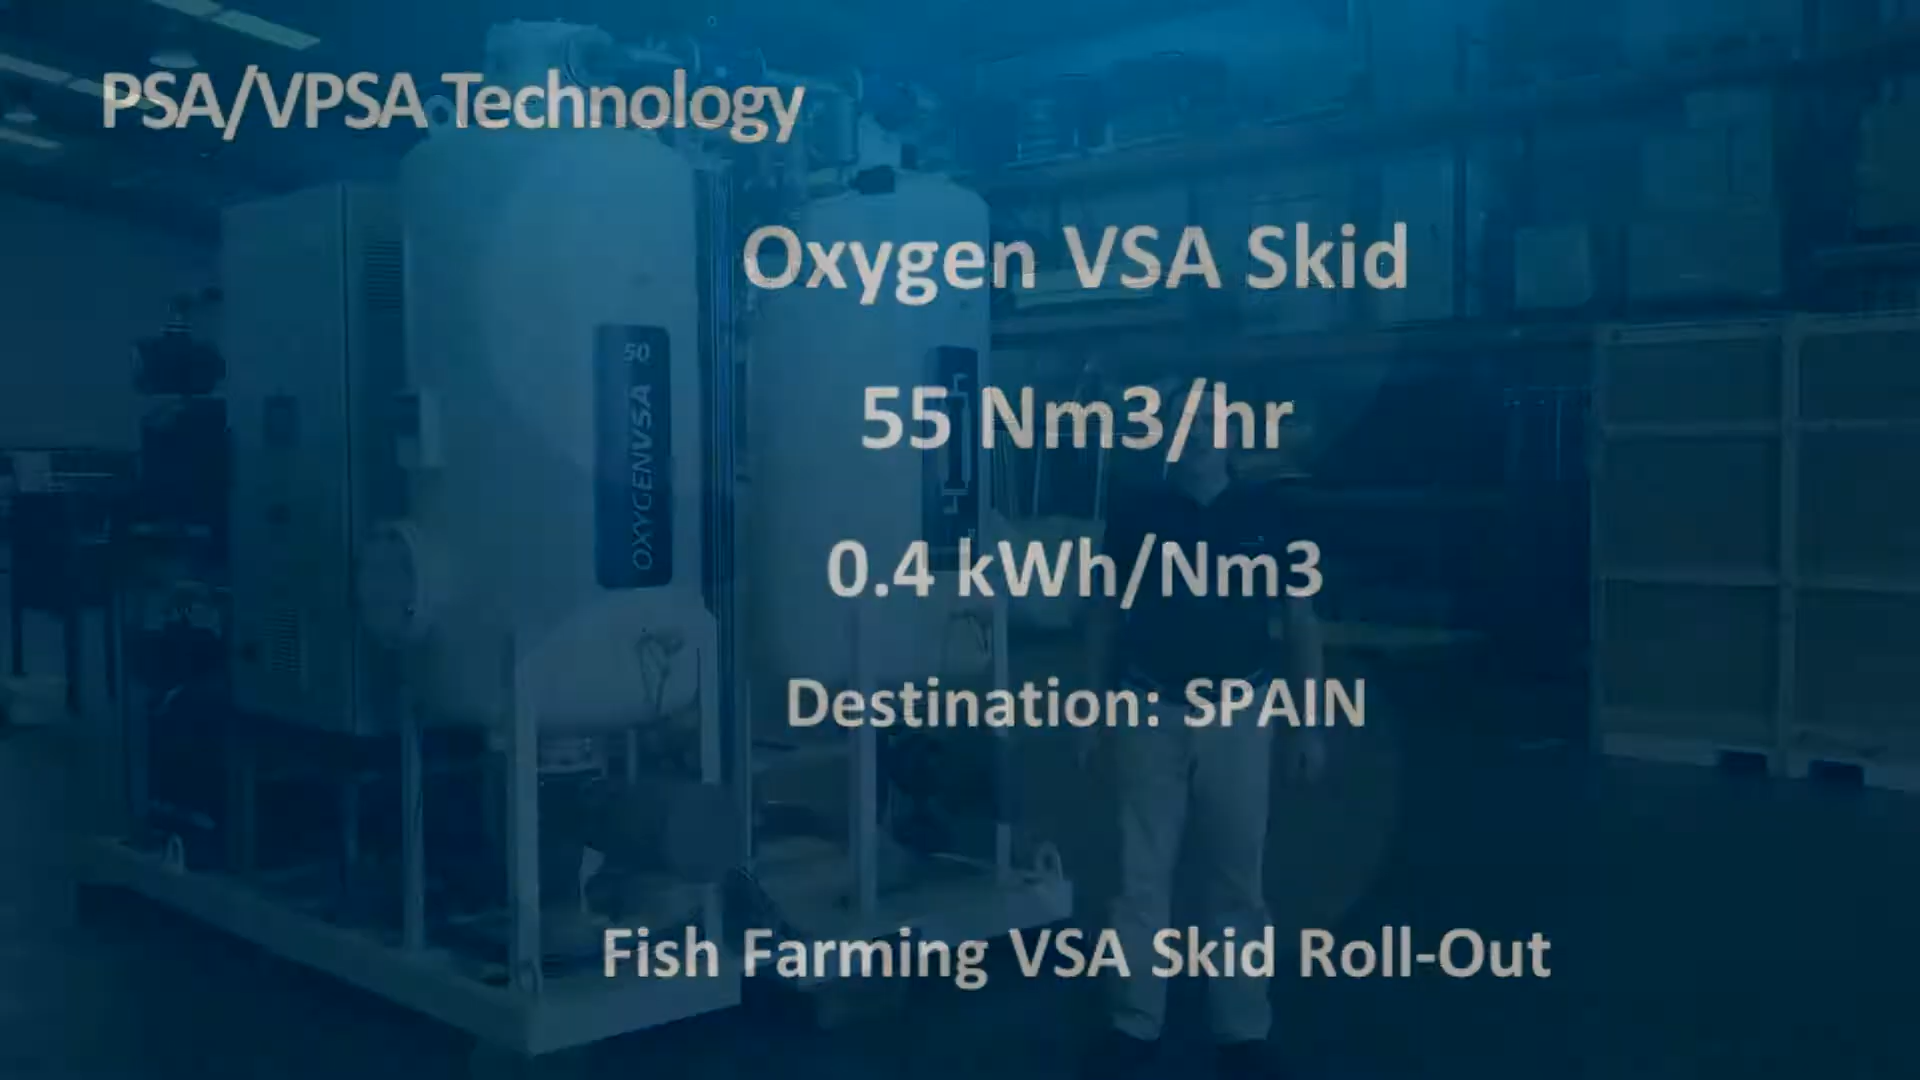 PSA/VPSA Technology
Oxygen VSA Skid
55 Nm3/hr
0.4 kWh/Nm3
Destination: SPAIN
Fish Farming VSA Skid Roll-Out
50
OXYGENVSA